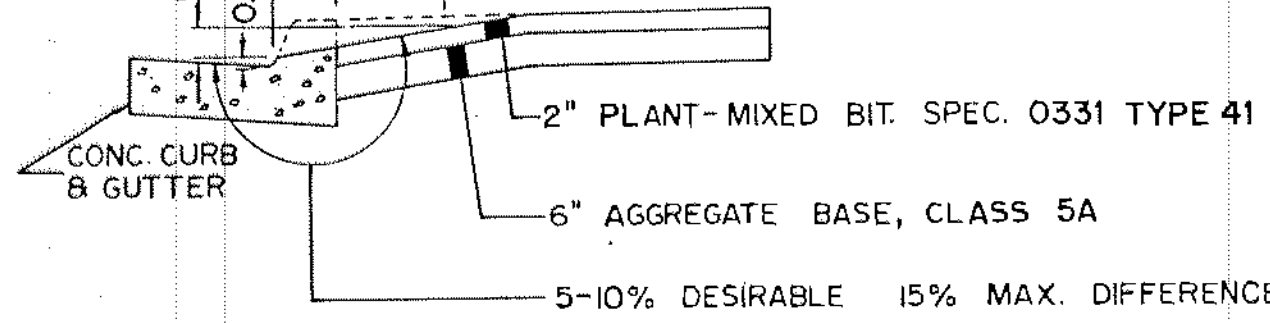 2" PLANT-MIXED BIT. SPEC. 0331 TYPE 41
CONC. CURB
& GUTTER
6" AGGREGATE BASE, CLASS 5A
5-10% DESIRABLE 15% MAX. DIFFERENCE